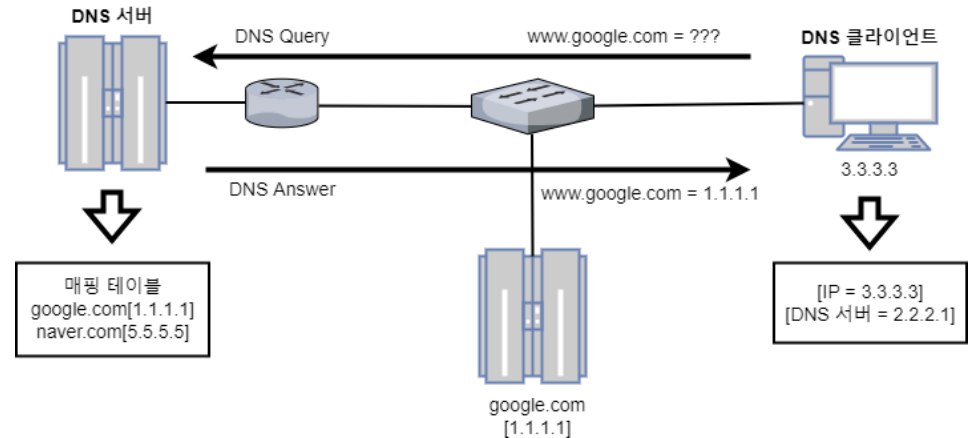 DNS 서버
DNS Query
www.google.com = ???
DNS 클라이언트
3.3.3.3
DNS Answer
www.google.com = 1.1.1.1
매핑 테이블
google.com[1.1.1.1]
naver.com[5.5.5.5]
[IP = 3.3.3.3]
[DNS 서버 = 2.2.2.1]
google.com
[1.1.1.1]